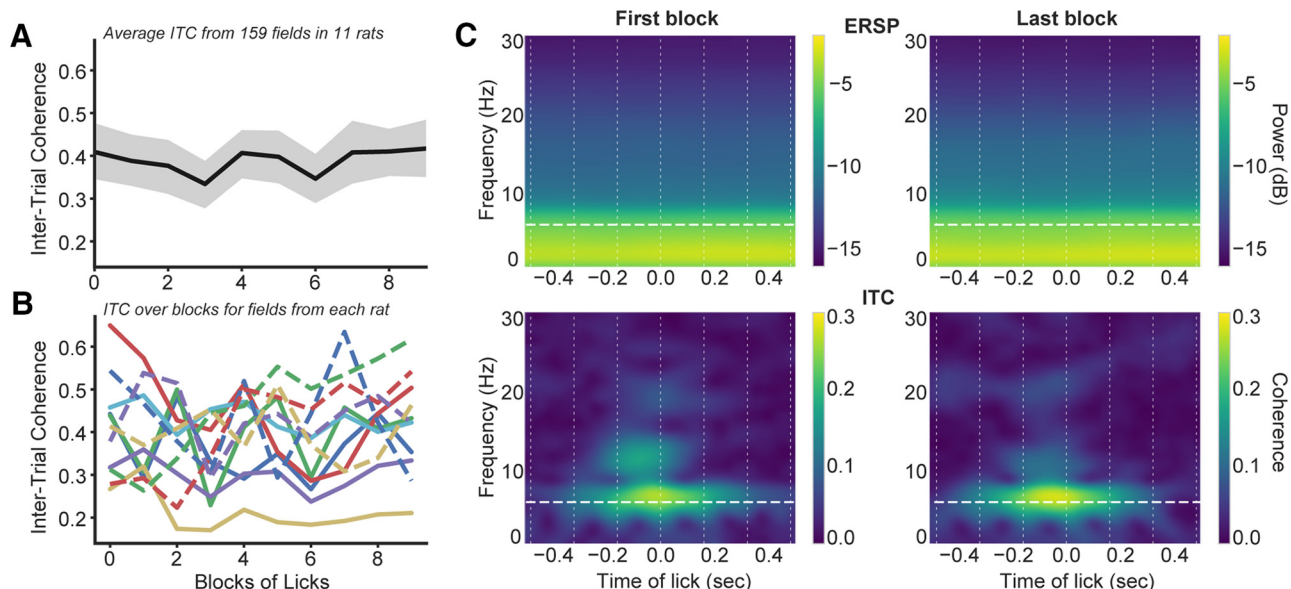 A
Average ITC from 159 fields in 11 rats
Inter-Trial Coherence
0.6
0.5
0.4
0.3
0.2
0 2 4 6 8
B
ITC over blocks for fields from each rat
Inter-Trial Coherence
0.6
0.5
0.4
0.3
0.2
0 2 4 6 8
Blocks of Licks
C
First block
ERSP
Last block
Frequency (Hz)
30
20
10
0
−0.4 −0.2 0.0 0.2 0.4
−5
−10
−15
30
20
10
0
−0.4 −0.2 0.0 0.2 0.4
−5
−10
−15
Power (dB)
ITC
Frequency (Hz)
30
20
10
0
−0.4 −0.2 0.0 0.2 0.4
Time of lick (sec)
0.3
0.2
0.1
0.0
30
20
10
0
−0.4 −0.2 0.0 0.2 0.4
Time of lick (sec)
0.3
0.2
0.1
0.0
Coherence